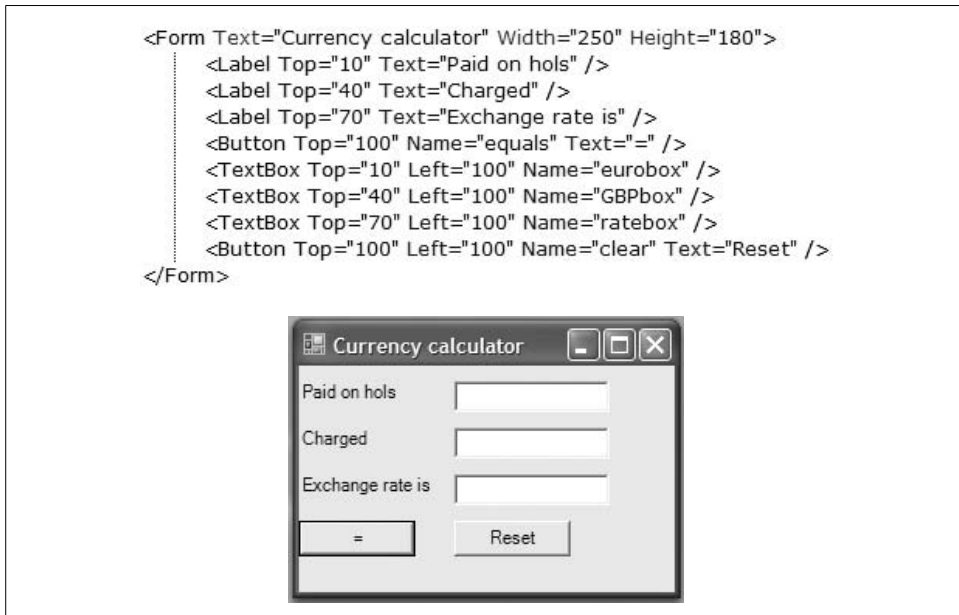 <Form Text="Currency calculator" Width="250" Height="180">
<Label Top="10" Text="Paid on hols" />
<Label Top="40" Text="Charged" />
<Label Top="70" Text="Exchange rate is" />
<Button Top="100" Name="equals" Text="=" />
<TextBox Top="10" Left="100" Name="eurobox" />
<TextBox Top="40" Left="100" Name="GBPbox" />
<TextBox Top="70" Left="100" Name="ratebox" />
<Button Top="100" Left="100" Name="clear" Text="Reset" />
</Form>
Currency calculator
Paid on hols
Charged
Exchange rate is
= Reset